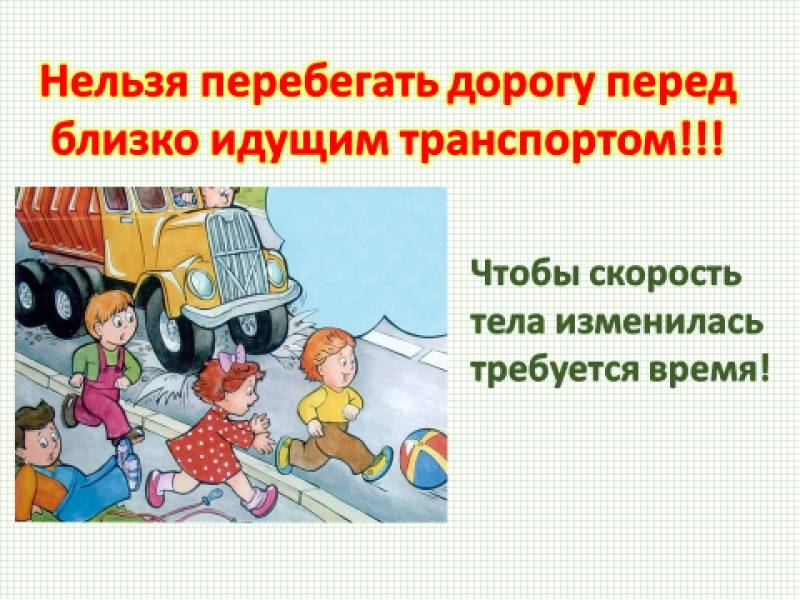 Нельзя перебегать дорогу перед
близко идущим транспортом!!!
Чтобы скорость
тела изменилась
требуется время!